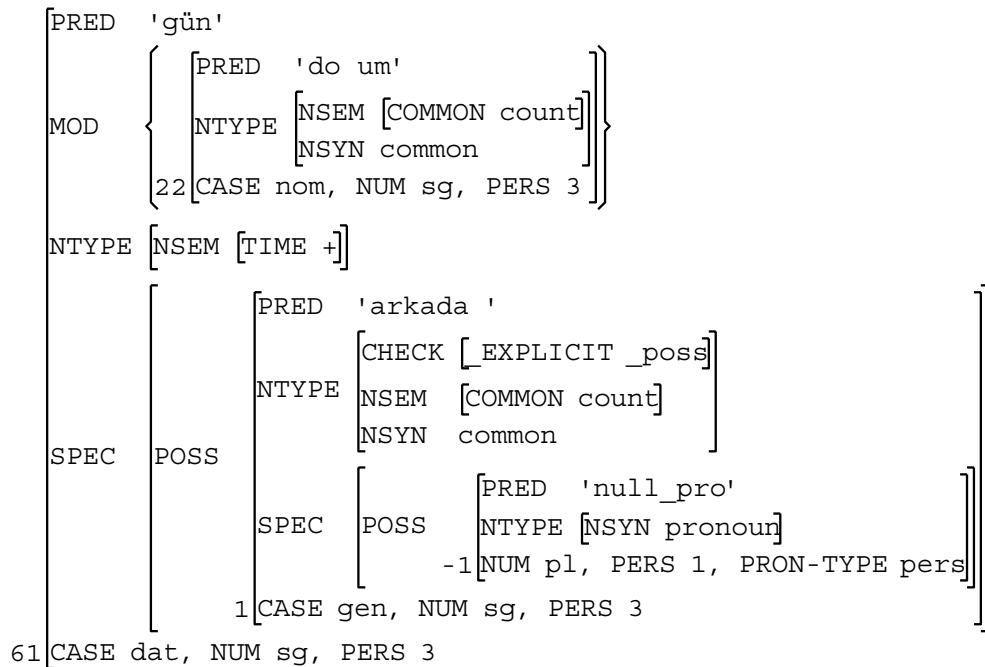 PRED 'gün'
PRED 'do um'
NSEM [COMMON count]
MOD NTYPE
NSYN common
22 CASE nom, NUM sg, PERS 3
NTYPE [NSEM [TIME +]]
PRED 'arkada '
CHECK [_EXPLICIT _poss]
NTYPE NSEM [COMMON count]
NSYN common
SPEC POSS
PRED 'null_pro'
SPEC POSS NTYPE [NSYN pronoun]
-1 NUM pl, PERS 1, PRON-TYPE pers
1 CASE gen, NUM sg, PERS 3
61 CASE dat, NUM sg, PERS 3